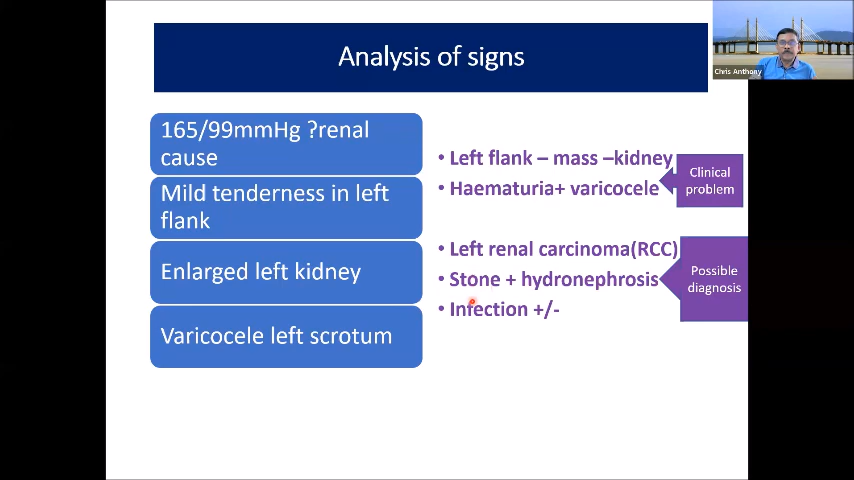 Analysis of signs
Chris Anthony
165/99mmHg ?renal
cause
Mild tenderness in left
flank
Enlarged left kidney
Varicocele left scrotum
• Left flank – mass –kidney
• Haematuria+ varicocele
Clinical
problem
• Left renal carcinoma(RCC)
• Stone + hydronephrosis
• Infection +/-
Possible
diagnosis